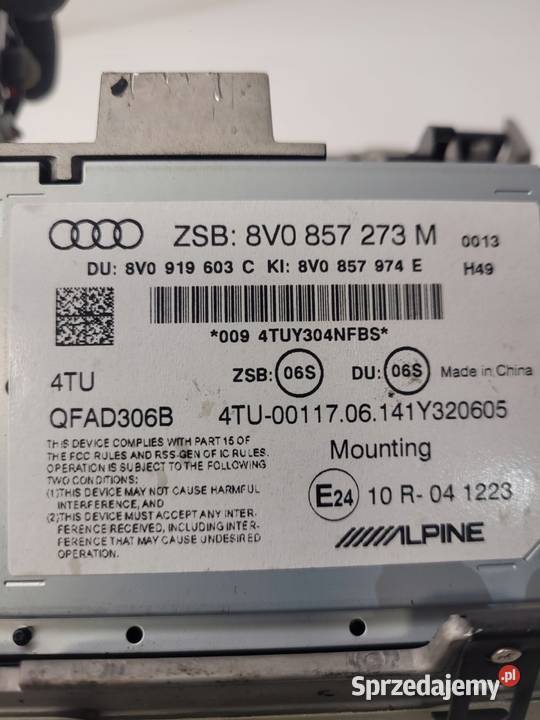 ZSB: 8V0 857 273 M 0013
DU: 8V0 919 603 C KI: 8V0 857 974 E H49
*009 4TUY304NFBS*
4TU ZSB: 06S DU: 06S Made in China
QFAD306B 4TU-00117.06.141Y320605
THIS DEVICE COMPLIES WITH PART 15 OF
THE FCC RULES AND RSS-GEN OF IC RULES.
OPERATION IS SUBJECT TO THE FOLLOWING
TWO CONDITIONS:
(1)THIS DEVICE MAY NOT CAUSE HARMFUL
INTERFERENCE, AND
(2)THIS DEVICE MUST ACCEPT ANY INTER-
FERENCE RECEIVED, INCLUDING INTER-
FERENCE THAT MAY CAUSE UNDESIRED
OPERATION.
Mounting
E24 10 R- 04 1223
ALPINE
Sprzedajemy.pl